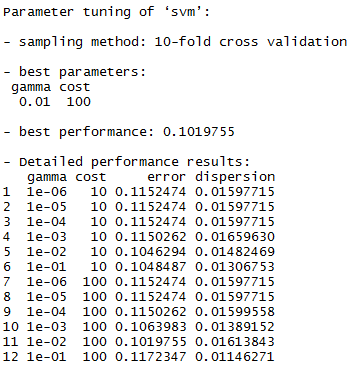 Parameter tuning of ‘svm’:
- sampling method: 10-fold cross validation
- best parameters:
gamma cost
0.01 100
- best performance: 0.1019755
- Detailed performance results:
gamma cost error dispersion
1 1e-06 10 0.1152474 0.01597715
2 1e-05 10 0.1152474 0.01597715
3 1e-04 10 0.1152474 0.01597715
4 1e-03 10 0.1150262 0.01659630
5 1e-02 10 0.1046294 0.01482469
6 1e-01 10 0.1048487 0.01306753
7 1e-06 100 0.1152474 0.01597715
8 1e-05 100 0.1152474 0.01597715
9 1e-04 100 0.1150262 0.01599558
10 1e-03 100 0.1063983 0.01389152
11 1e-02 100 0.1019755 0.01613843
12 1e-01 100 0.1172347 0.01146271